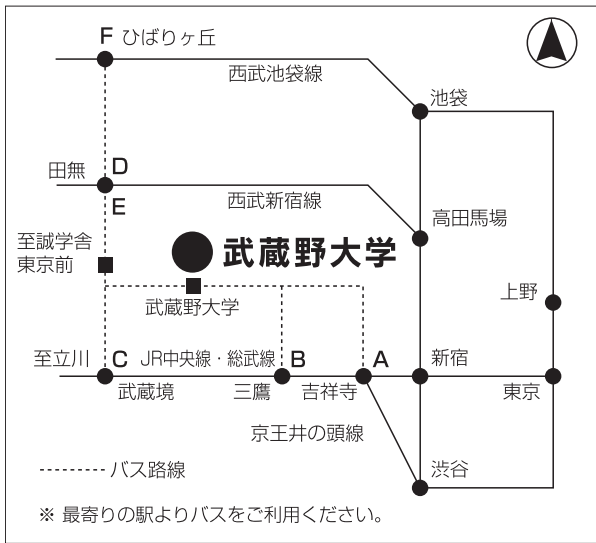 F ひばりヶ丘
西武池袋線
池袋
田無
D
E
西武新宿線
高田馬場
至誠学舎
東京前
武蔵野大学
武蔵野大学
上野
至立川
C
JR中央線・総武線
B
A
新宿
武蔵境
三鷹
吉祥寺
東京
京王井の頭線
バス路線
渋谷
※ 最寄りの駅よりバスをご利用ください。